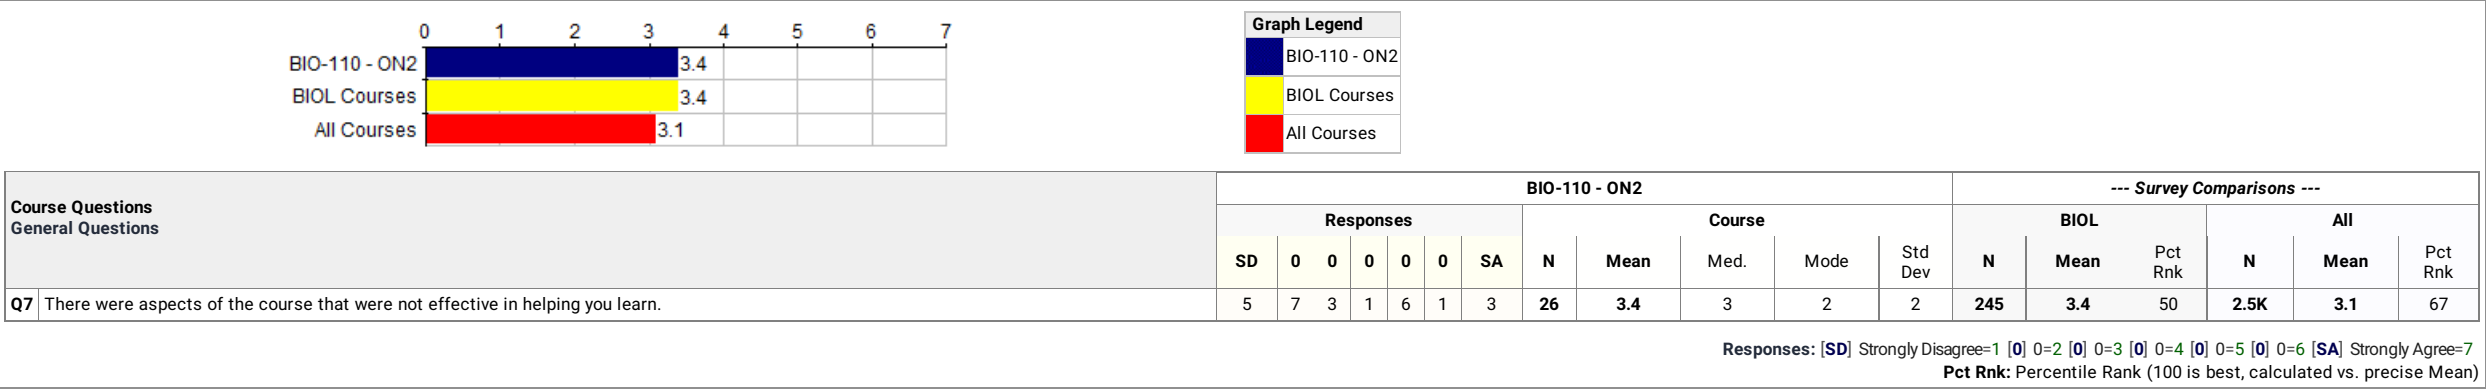 0 1 2 3 4 5 6 7
BIO-110 - ON2 3.4
BIOL Courses 3.4
All Courses 3.1
Graph Legend
BIO-110 - ON2
BIOL Courses
All Courses
Course Questions
General Questions
BIO-110 - ON2 --- Survey Comparisons ---
Responses Course BIOL All
SD 0 0 0 0 0 SA N Mean Med. Mode Std Dev N Mean Pct Rnk N Mean Pct Rnk
Q7 There were aspects of the course that were not effective in helping you learn. 5 7 3 1 6 1 3 26 3.4 3 2 2 245 3.4 50 2.5K 3.1 67
Responses: [SD] Strongly Disagree=1 [0] 0=2 [0] 0=3 [0] 0=4 [0] 0=5 [0] 0=6 [SA] Strongly Agree=7
Pct Rnk: Percentile Rank (100 is best, calculated vs. precise Mean)